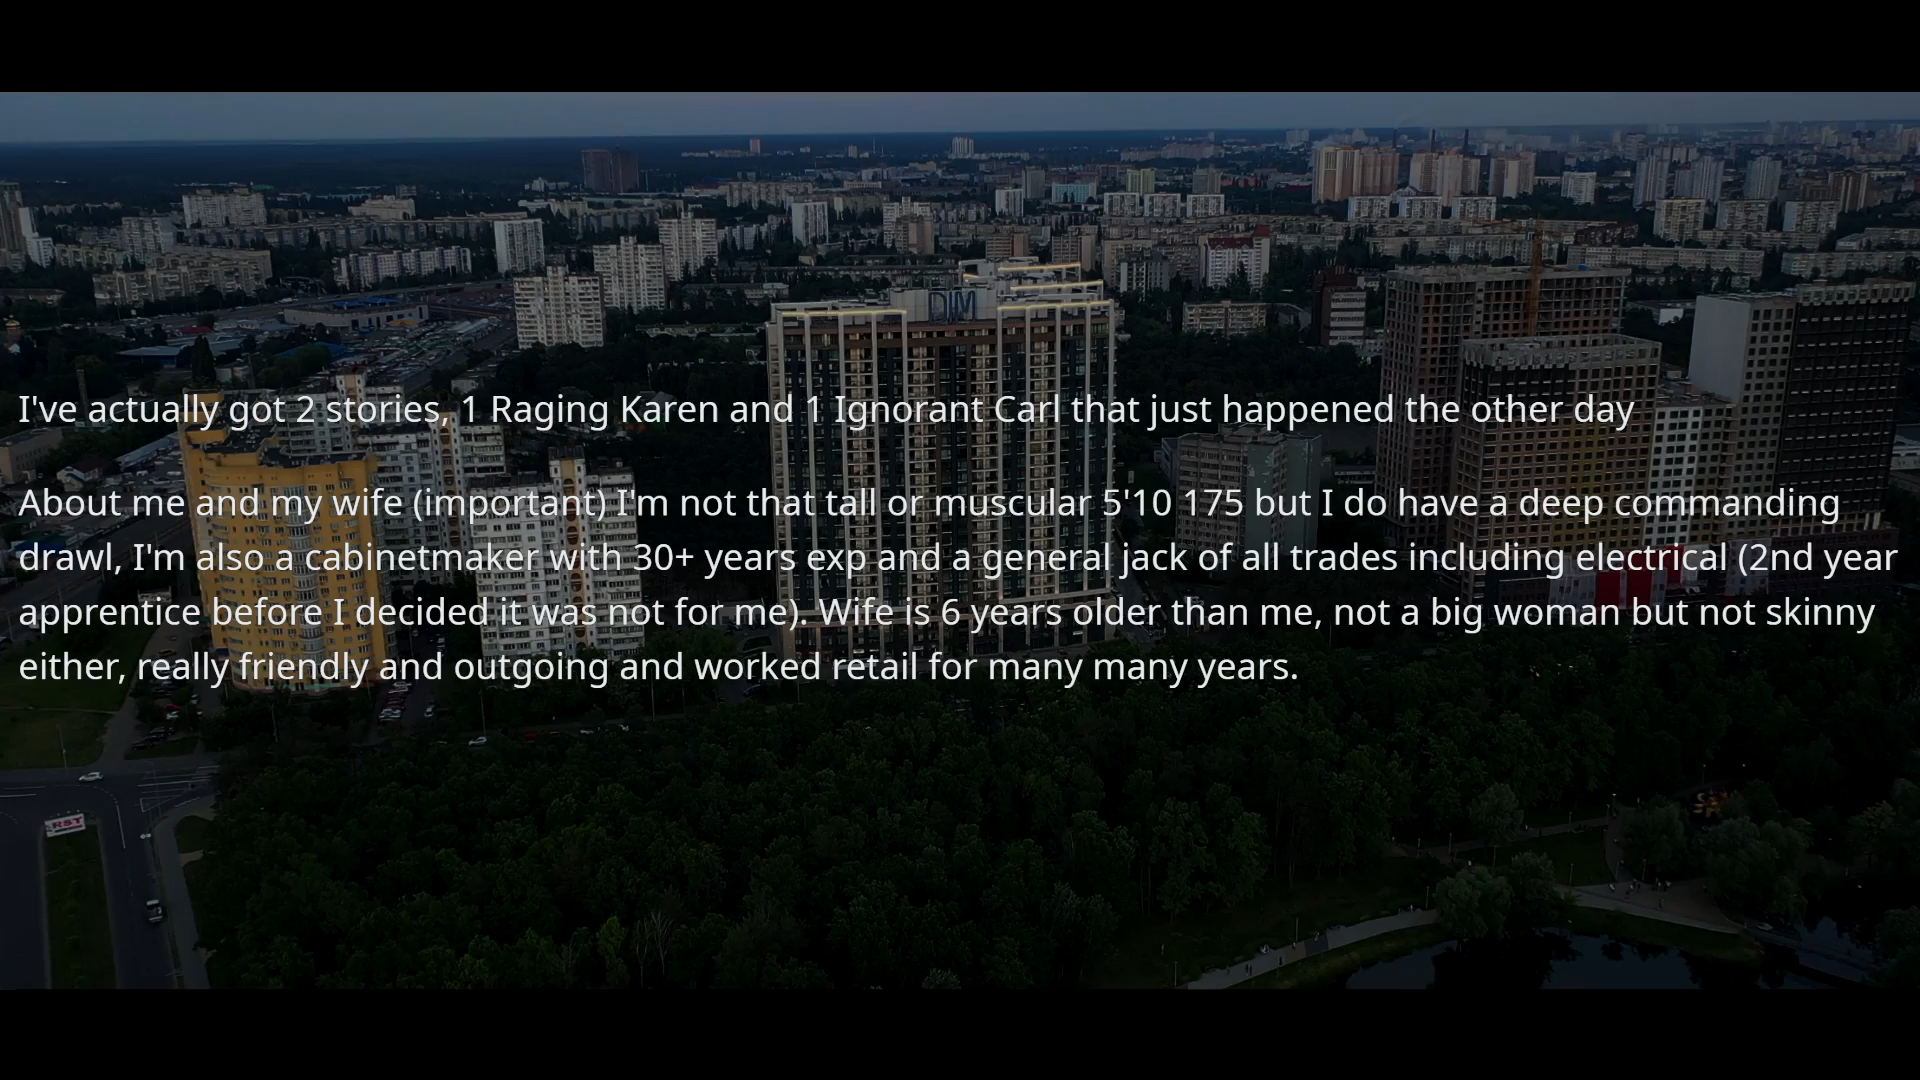 DIM
I've actually got 2 stories, 1 Raging Karen and 1 Ignorant Carl that just happened the other day
About me and my wife (important) I'm not that tall or muscular 5'10 175 but I do have a deep commanding
drawl, I'm also a cabinetmaker with 30+ years exp and a general jack of all trades including electrical (2nd year
apprentice before I decided it was not for me). Wife is 6 years older than me, not a big woman but not skinny
either, really friendly and outgoing and worked retail for many many years.
RST